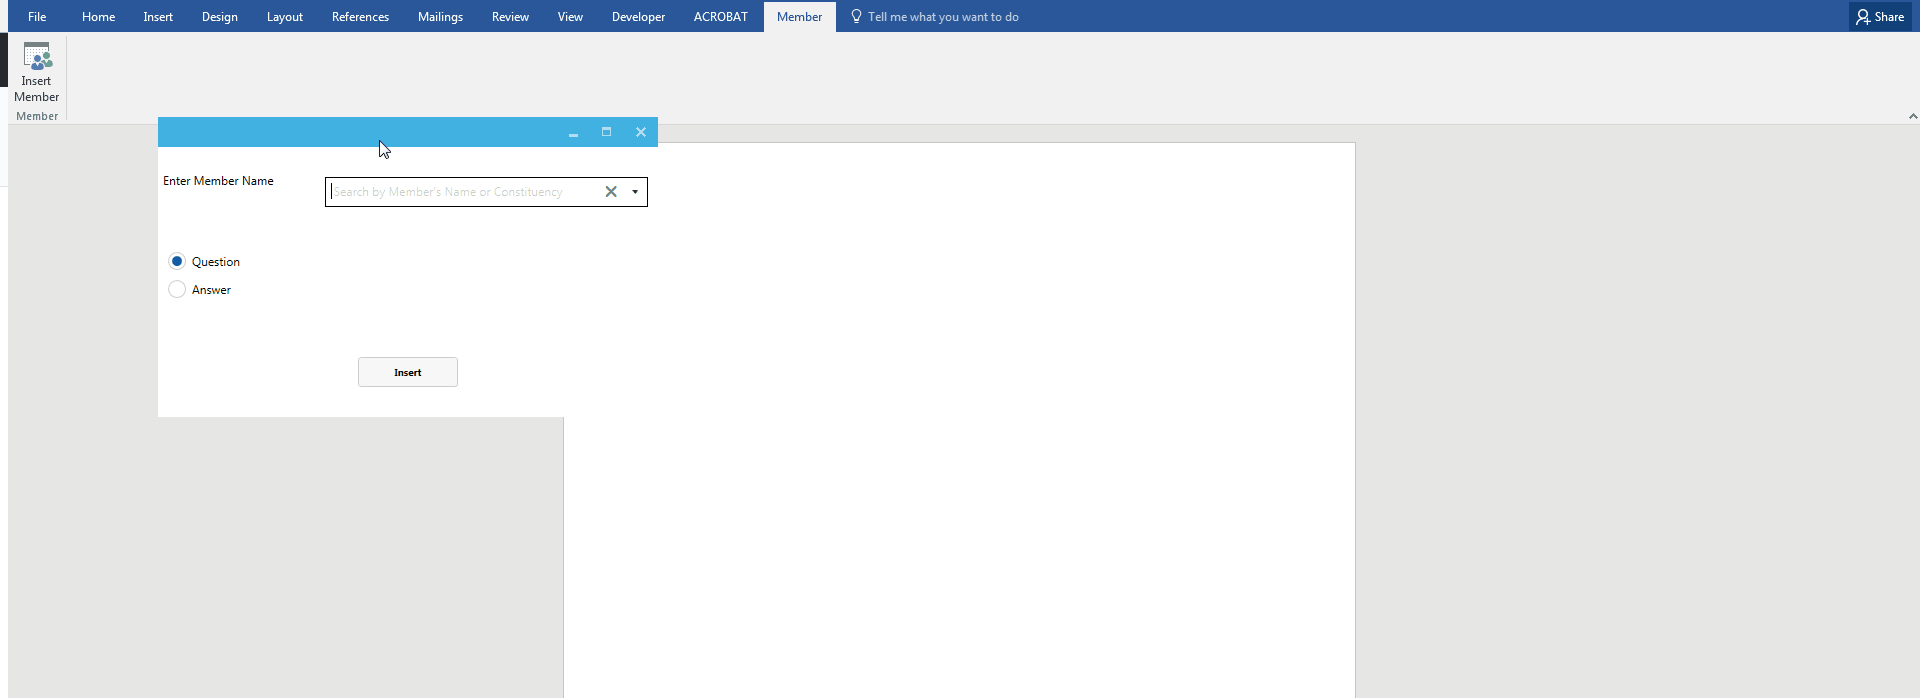 File Home Insert Design Layout References Mailings Review View Developer ACROBAT Member Tell me what you want to do Share
Insert
Member
Member
Enter Member Name
Search by Member's Name or Constituency
Question
Answer
Insert